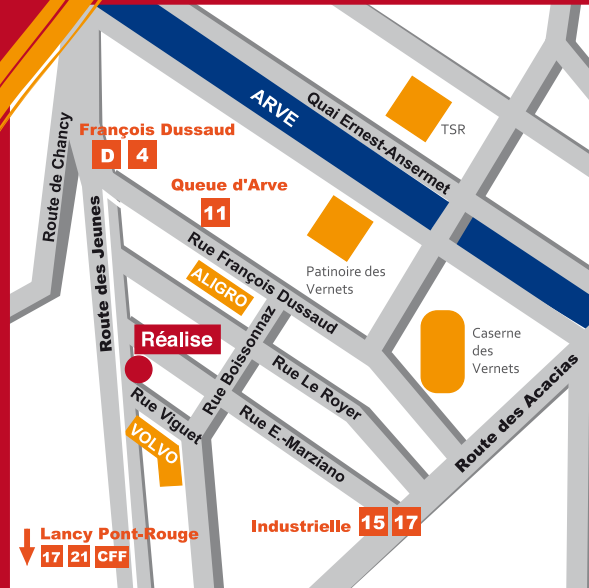 ARVE
Quai Ernest-Ansermet
TSR
Route de Chancy
François Dussaud
D 4
Queue d'Arve
11
Rue François Dussaud
Patinoire des
Vernets
ALIGRO
Route des Jeunes
Réalise
Rue Boissonnaz
Caserne
des
Vernets
Rue Le Royer
Route des Acacias
Rue Viguet
Rue E.-Marziano
VOLVO
Industrielle 15 17
Lancy Pont-Rouge
17 21 CFF